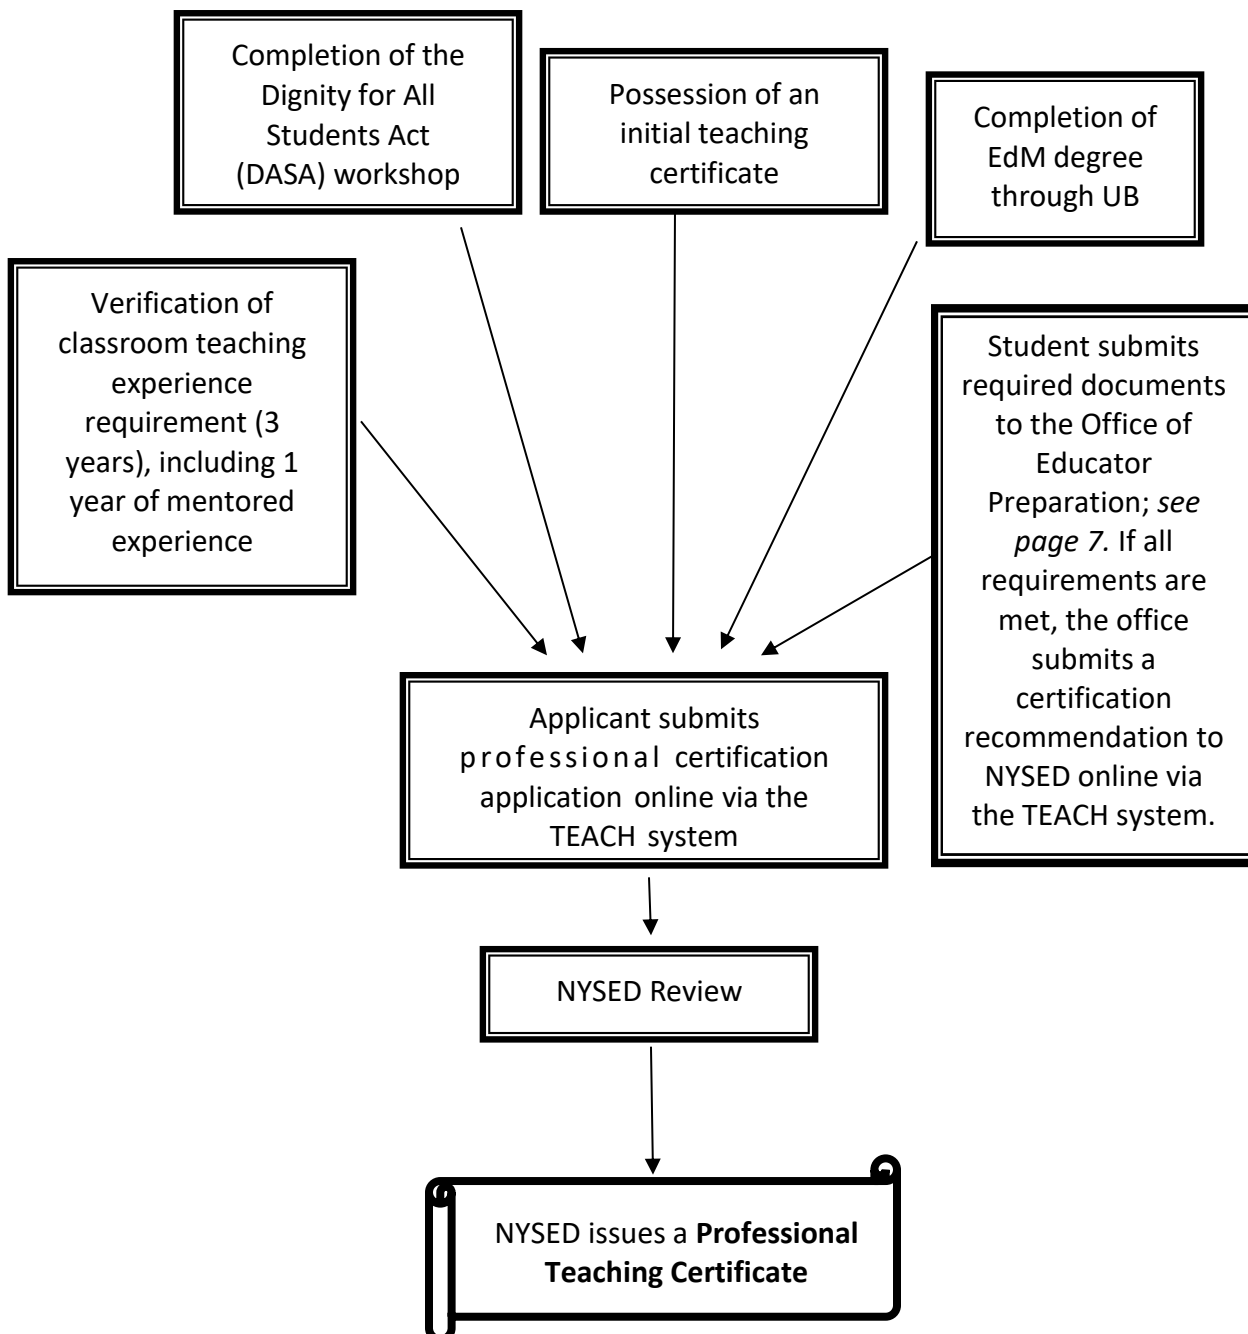 Completion of the
Dignity for All
Students Act
(DASA) workshop
Possession of an
initial teaching
certificate
Completion of
EdM degree
through UB
Verification of
classroom teaching
experience
requirement (3
years), including 1
year of mentored
experience
Student submits
required documents
to the Office of
Educator
Preparation; see
page 7. If all
requirements are
met, the office
submits a
certification
recommendation to
NYSED online via
the TEACH system.
Applicant submits
professional certification
application online via the
TEACH system
NYSED Review
NYSED issues a Professional
Teaching Certificate